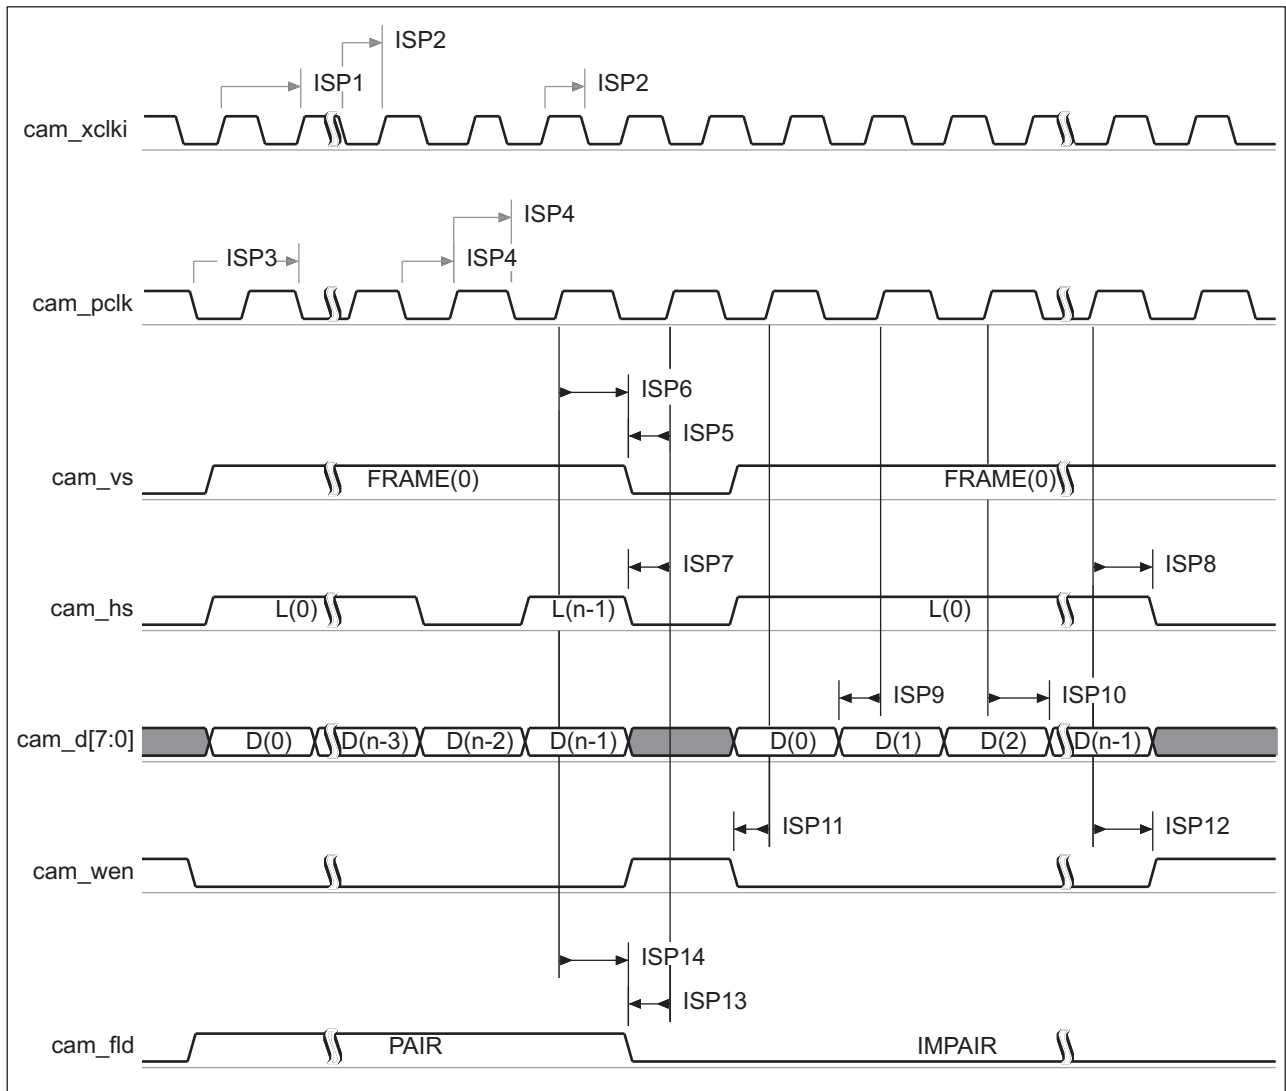 ISP2
ISP1 ISP2
cam_xclki
ISP4
ISP3 ISP4
cam_pclk
ISP6
ISP5
cam_vs FRAME(0) FRAME(0)
ISP7 ISP8
cam_hs L(0) L(n-1) L(0)
ISP9 ISP10
cam_d[7:0] D(0) D(n-3) D(n-2) D(n-1) D(0) D(1) D(2) D(n-1)
ISP11 ISP12
cam_wen
ISP14
ISP13
cam_fld PAIR IMPAIR